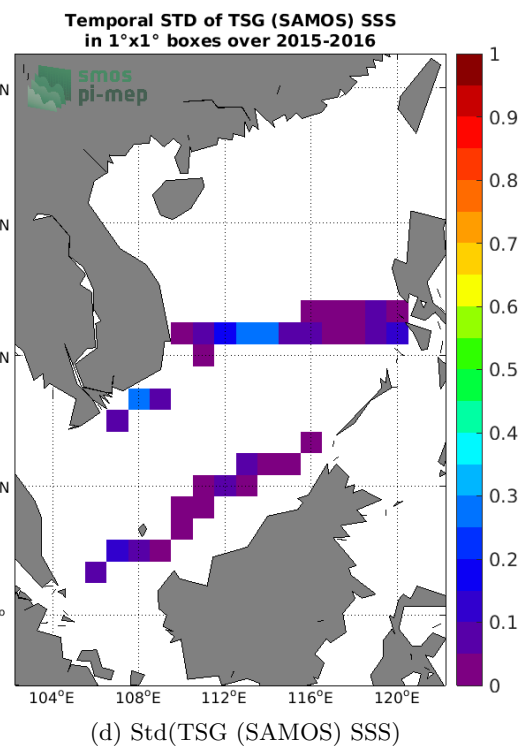 Temporal STD of TSG (SAMOS) SSS
in 1°x1° boxes over 2015-2016
smos
pi-mep
N
N
N
N
°
104°E 108°E 112°E 116°E 120°E
1
0.9
0.8
0.7
0.6
0.5
0.4
0.3
0.2
0.1
0
(d) Std(TSG (SAMOS) SSS)